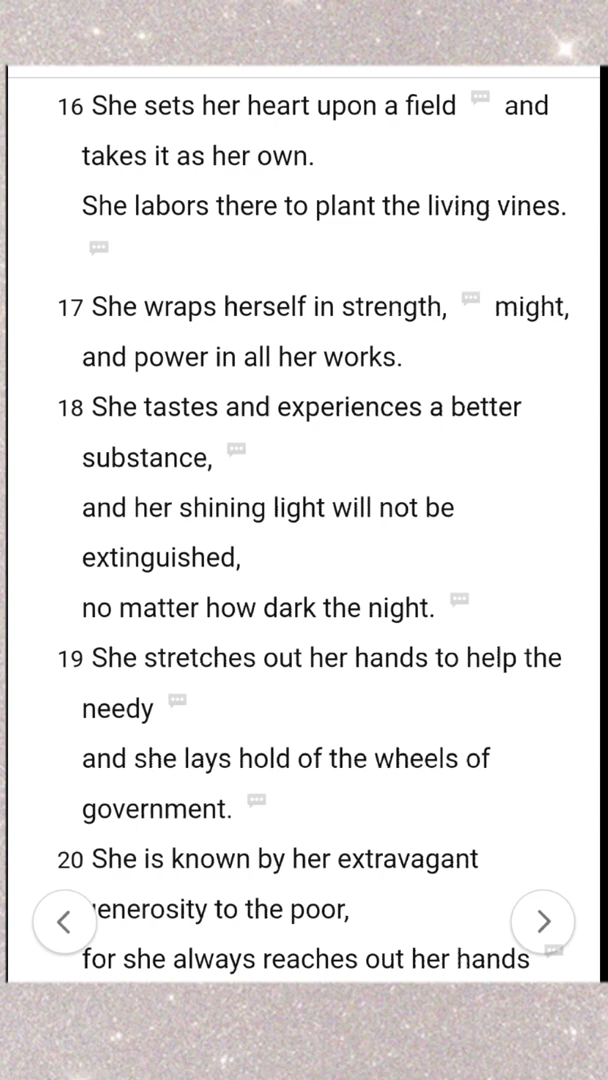 16 She sets her heart upon a field and
takes it as her own.
She labors there to plant the living vines.
17 She wraps herself in strength, might,
and power in all her works.
18 She tastes and experiences a better
substance,
and her shining light will not be
extinguished,
no matter how dark the night.
19 She stretches out her hands to help the
needy
and she lays hold of the wheels of
government.
20 She is known by her extravagant
enerosity to the poor,
for she always reaches out her hands